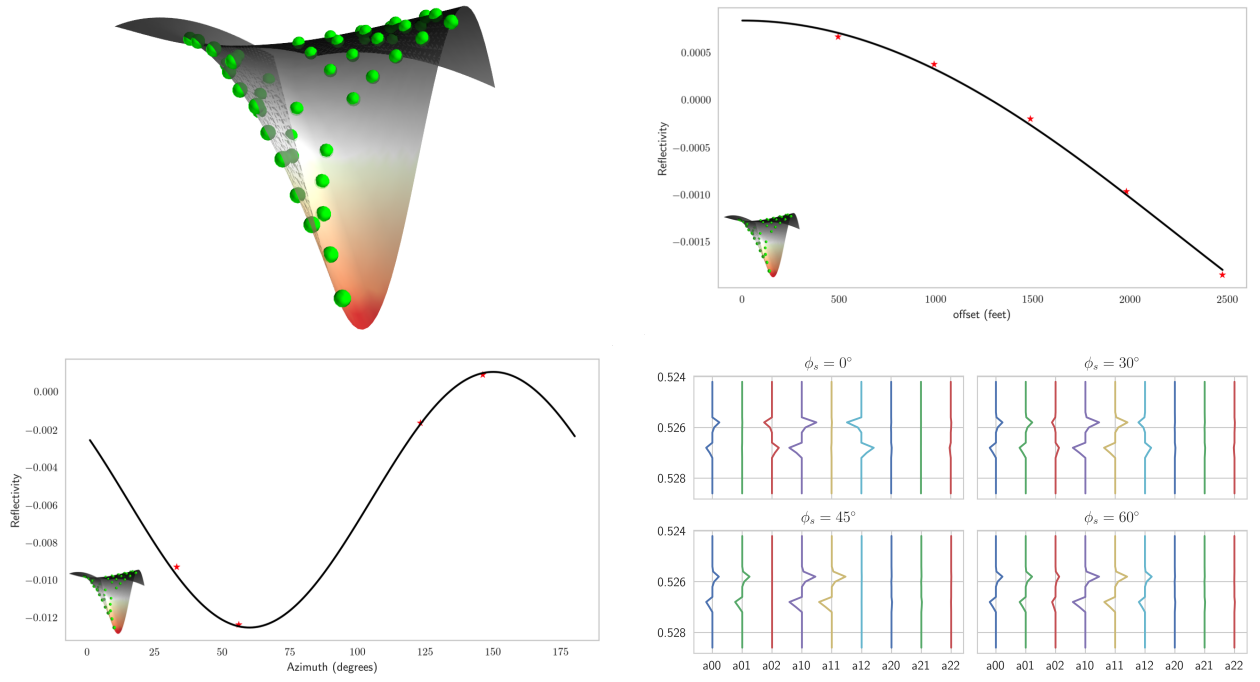 0.0005
0.0000
−0.0005
−0.0010
−0.0015
Reflectivity
0 500 1000 1500 2000 2500
offset (feet)
0.000
−0.002
−0.004
−0.006
−0.008
−0.010
−0.012
Reflectivity
0 25 50 75 100 125 150 175
Azimuth (degrees)
ϕₛ = 0° ϕₛ = 30°
0.524
0.526
0.528
ϕₛ = 45° ϕₛ = 60°
0.524
0.526
0.528
a00 a01 a02 a10 a11 a12 a20 a21 a22 a00 a01 a02 a10 a11 a12 a20 a21 a22